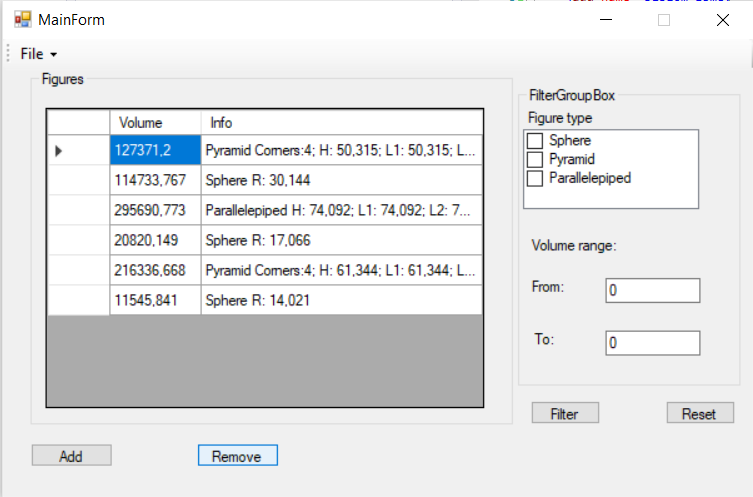 MainForm
File
Figures
Volume Info
127371,2 Pyramid Corners:4; H: 50,315; L1: 50,315; L...
114733,767 Sphere R: 30,144
295690,773 Parallelepiped H: 74,092; L1: 74,092; L2: 7...
20820,149 Sphere R: 17,066
216336,668 Pyramid Corners:4; H: 61,344; L1: 61,344; L...
11545,841 Sphere R: 14,021
FilterGroupBox
Figure type
Sphere
Pyramid
Parallelepiped
Volume range:
From: 0
To: 0
Filter Reset
Add Remove